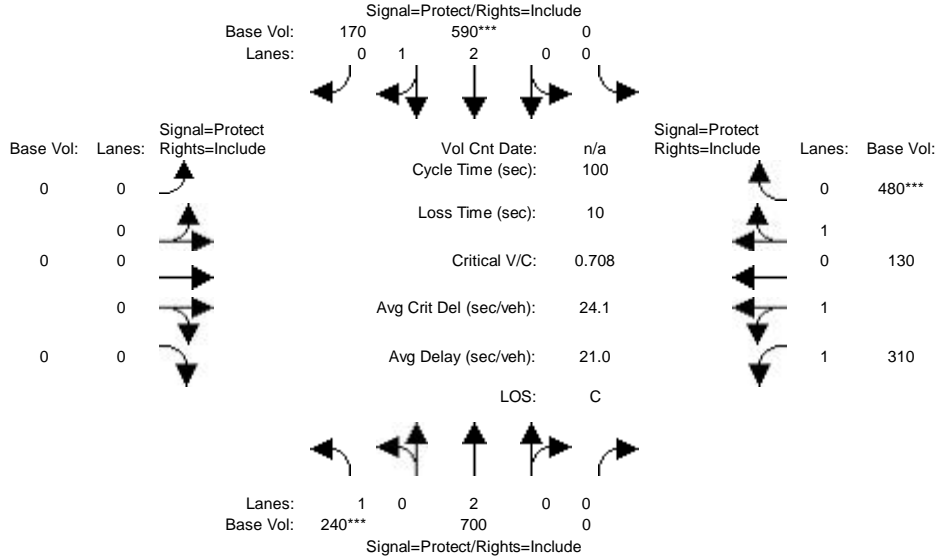 Signal=Protect/Rights=Include
Base Vol: 170 590*** 0
Lanes: 0 1 2 0 0
Signal=Protect
Base Vol: Lanes: Rights=Include
Vol Cnt Date: n/a
Signal=Protect
Rights=Include Lanes: Base Vol:
Cycle Time (sec): 100
0 0
0 480***
Loss Time (sec): 10
0
1
0 0
Critical V/C: 0.708
0 130
0
Avg Crit Del (sec/veh): 24.1
1
0 0
Avg Delay (sec/veh): 21.0
1 310
LOS: C
Lanes: 1 0 2 0 0
Base Vol: 240*** 700 0
Signal=Protect/Rights=Include